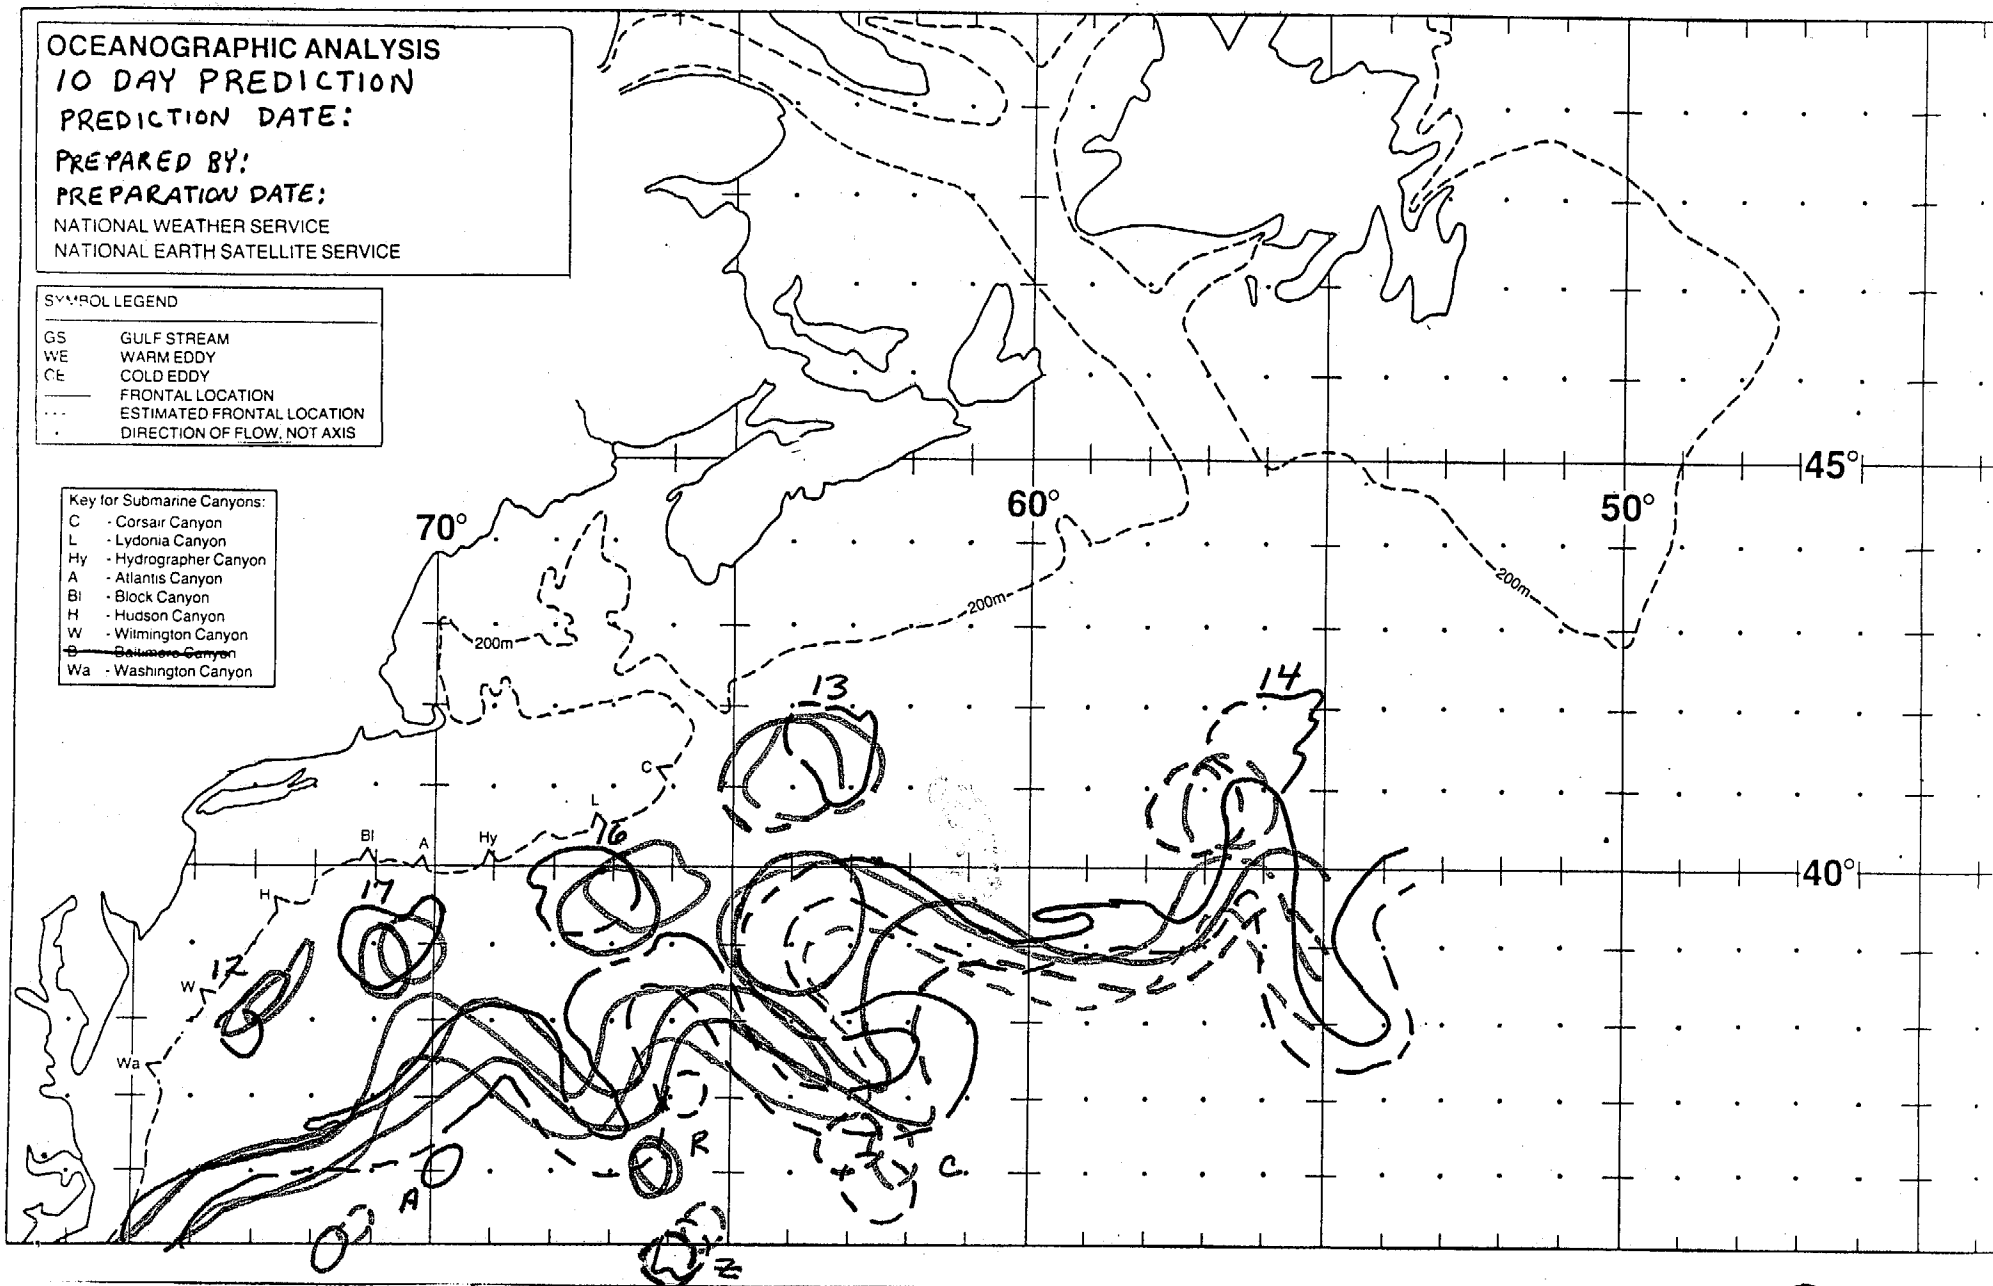 OCEANOGRAPHIC ANALYSIS
10 DAY PREDICTION
PREDICTION DATE:
PREPARED BY:
PREPARATION DATE:
NATIONAL WEATHER SERVICE
NATIONAL EARTH SATELLITE SERVICE
SYMBOL LEGEND
GS GULF STREAM
WE WARM EDDY
CE COLD EDDY
FRONTAL LOCATION
ESTIMATED FRONTAL LOCATION
DIRECTION OF FLOW, NOT AXIS
Key for Submarine Canyons:
C - Corsair Canyon
L - Lydonia Canyon
Hy - Hydrographer Canyon
A - Atlantis Canyon
Bl - Block Canyon
H - Hudson Canyon
W - Wilmington Canyon
B - Baltimore Canyon
Wa - Washington Canyon
45°
70°
60°
50°
200m
200m
200m
13
14
C
L
16
Bl
A
Hy
40°
H
17
W
12
Wa
R
C
A
Z